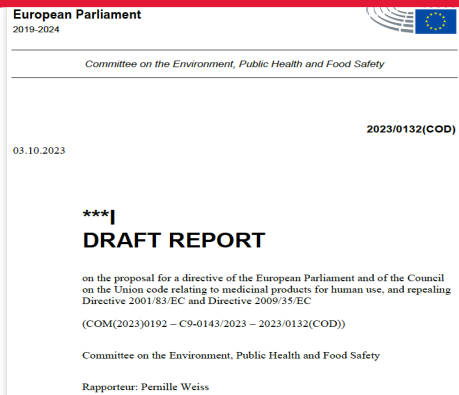 European Parliament
2019-2024
Committee on the Environment, Public Health and Food Safety
2023/0132(COD)
03.10.2023
***I
DRAFT REPORT
on the proposal for a directive of the European Parliament and of the Council
on the Union code relating to medicinal products for human use, and repealing
Directive 2001/83/EC and Directive 2009/35/EC
(COM(2023)0192 – C9-0143/2023 – 2023/0132(COD))
Committee on the Environment, Public Health and Food Safety
Rapporteur: Pernille Weiss